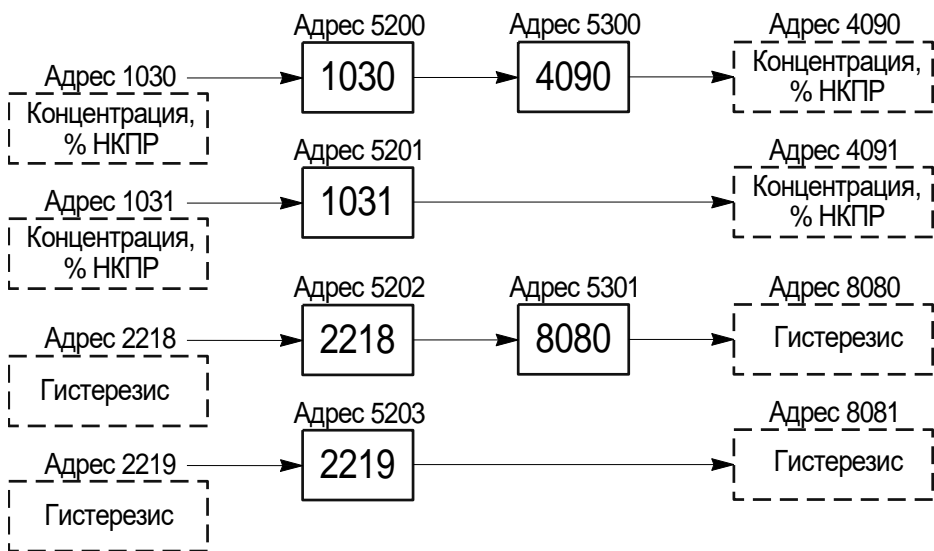 Адрес 5200
Адрес 5300
Адрес 4090
Адрес 1030
1030
4090
Концентрация,
% НКПР
Концентрация,
% НКПР
Адрес 5201
Адрес 4091
Адрес 1031
1031
Концентрация,
% НКПР
Концентрация,
% НКПР
Адрес 5202
Адрес 5301
Адрес 8080
Адрес 2218
2218
8080
Гистерезис
Гистерезис
Адрес 5203
Адрес 8081
Адрес 2219
2219
Гистерезис
Гистерезис